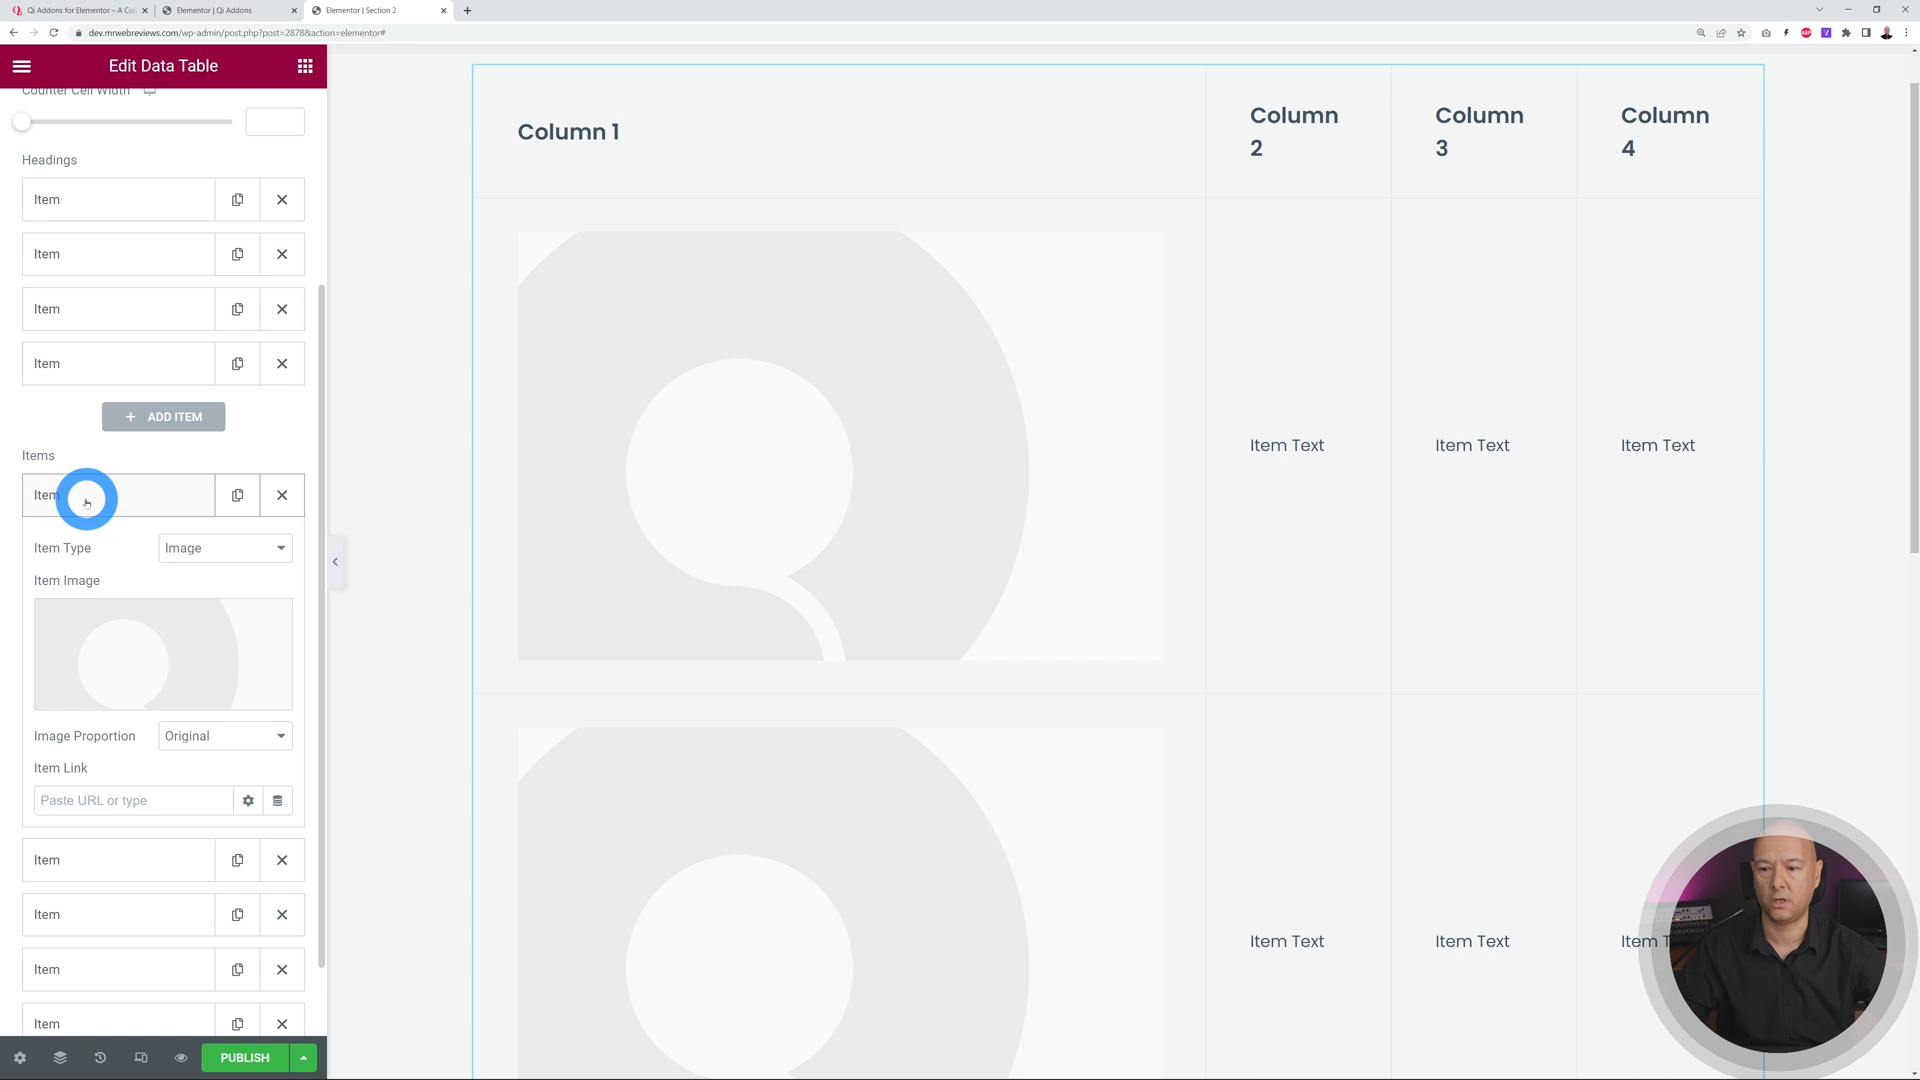 Qi Addons for Elementor – A Col
Elementor | Qi Addons
Elementor | Section 2
dev.mrwebreviews.com/wp-admin/post.php?post=2878&action=elementor#
Edit Data Table
Counter Cell Width
Headings
Item
Item
Item
Item
+ ADD ITEM
Items
Item
Item Type
Image
Item Image
Image Proportion
Original
Item Link
Paste URL or type
Item
Item
Item
Item
PUBLISH
Column 1
Column 2
Column 3
Column 4
Item Text
Item Text
Item Text
Item Text
Item Text
Item T